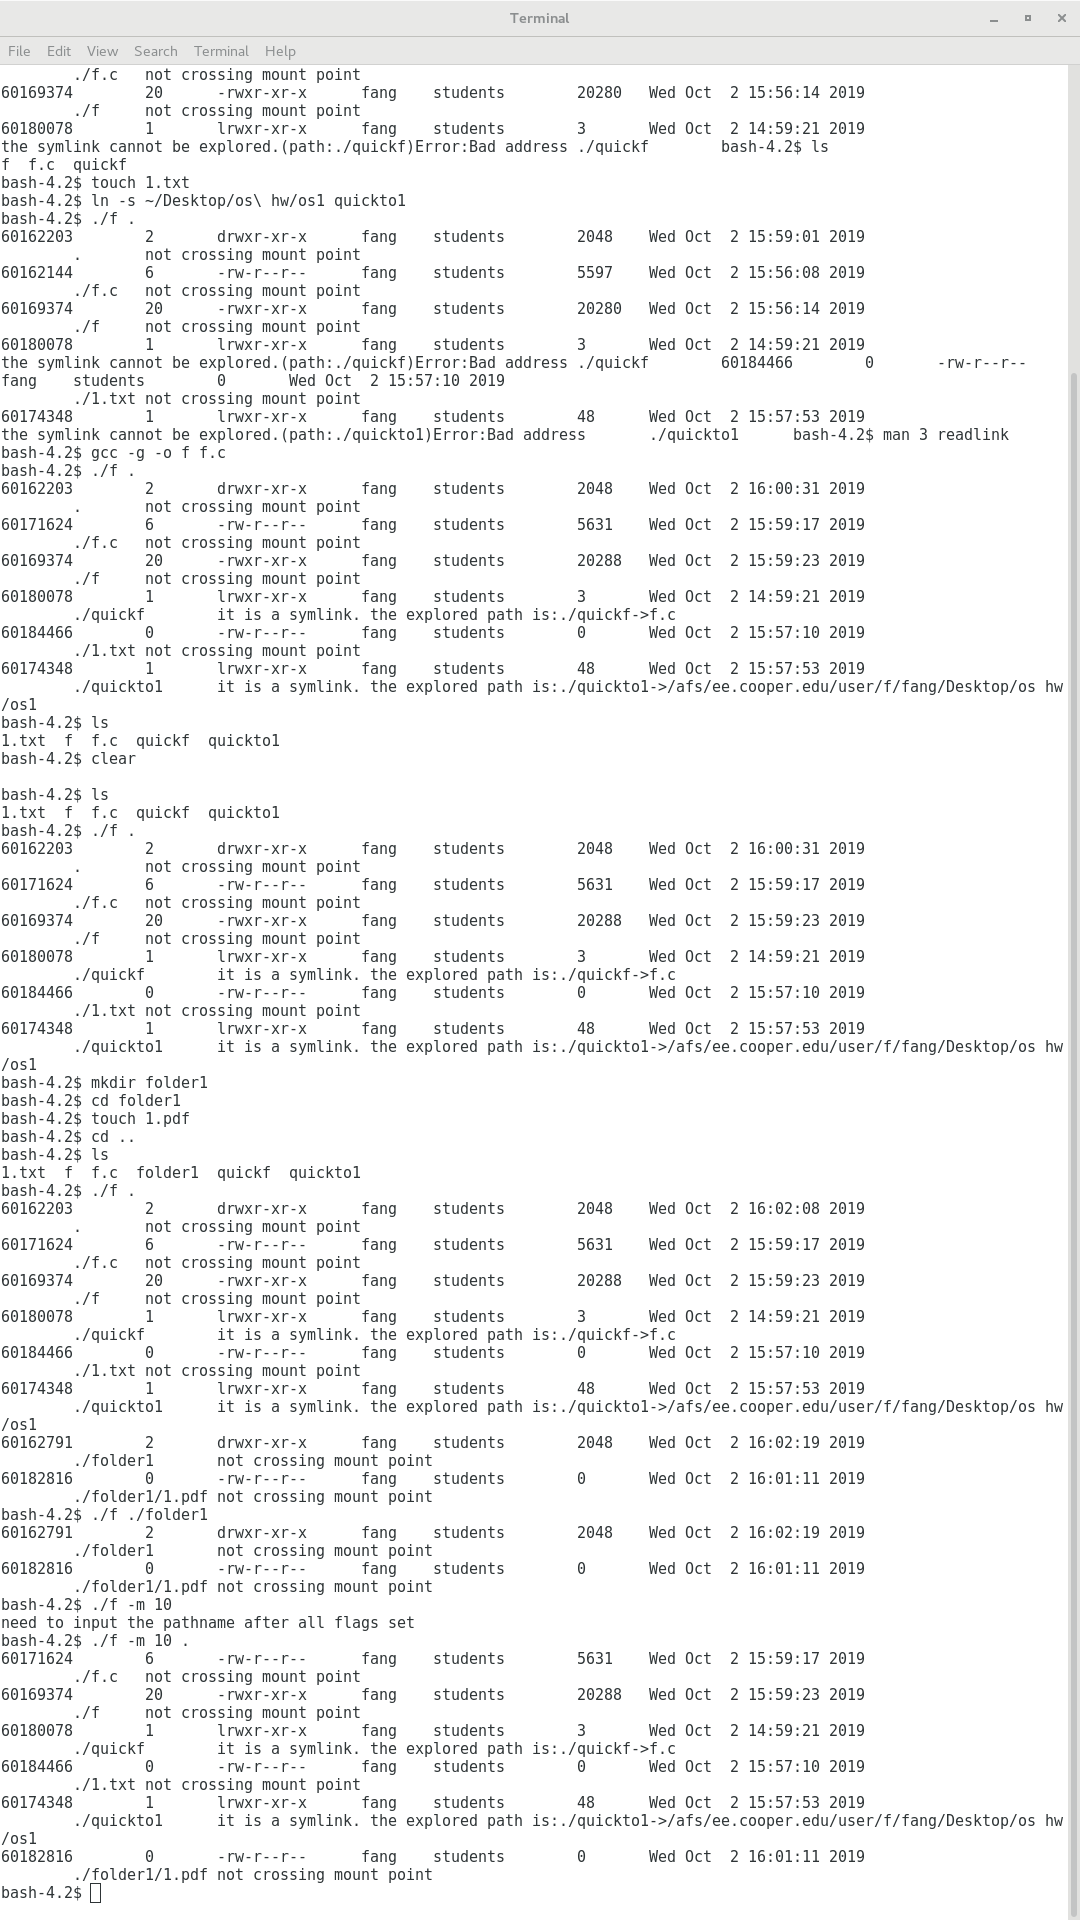 Terminal
File Edit View Search Terminal Help
        ./f.c   not crossing mount point
60169374        20      -rwxr-xr-x      fang    students        20280   Wed Oct  2 15:56:14 2019
        ./f     not crossing mount point
60180078        1       lrwxr-xr-x      fang    students        3       Wed Oct  2 14:59:21 2019
the symlink cannot be explored.(path:./quickf)Error:Bad address ./quickf        bash-4.2$ ls
f  f.c  quickf
bash-4.2$ touch 1.txt
bash-4.2$ ln -s ~/Desktop/os\ hw/os1 quickto1
bash-4.2$ ./f .
60162203        2       drwxr-xr-x      fang    students        2048    Wed Oct  2 15:59:01 2019
        .       not crossing mount point
60162144        6       -rw-r--r--      fang    students        5597    Wed Oct  2 15:56:08 2019
        ./f.c   not crossing mount point
60169374        20      -rwxr-xr-x      fang    students        20280   Wed Oct  2 15:56:14 2019
        ./f     not crossing mount point
60180078        1       lrwxr-xr-x      fang    students        3       Wed Oct  2 14:59:21 2019
the symlink cannot be explored.(path:./quickf)Error:Bad address ./quickf        60184466        0       -rw-r--r--
fang    students        0       Wed Oct  2 15:57:10 2019
        ./1.txt not crossing mount point
60174348        1       lrwxr-xr-x      fang    students        48      Wed Oct  2 15:57:53 2019
the symlink cannot be explored.(path:./quickto1)Error:Bad address       ./quickto1      bash-4.2$ man 3 readlink
bash-4.2$ gcc -g -o f f.c
bash-4.2$ ./f .
60162203        2       drwxr-xr-x      fang    students        2048    Wed Oct  2 16:00:31 2019
        .       not crossing mount point
60171624        6       -rw-r--r--      fang    students        5631    Wed Oct  2 15:59:17 2019
        ./f.c   not crossing mount point
60169374        20      -rwxr-xr-x      fang    students        20288   Wed Oct  2 15:59:23 2019
        ./f     not crossing mount point
60180078        1       lrwxr-xr-x      fang    students        3       Wed Oct  2 14:59:21 2019
        ./quickf        it is a symlink. the explored path is:./quickf->f.c
60184466        0       -rw-r--r--      fang    students        0       Wed Oct  2 15:57:10 2019
        ./1.txt not crossing mount point
60174348        1       lrwxr-xr-x      fang    students        48      Wed Oct  2 15:57:53 2019
        ./quickto1      it is a symlink. the explored path is:./quickto1->/afs/ee.cooper.edu/user/f/fang/Desktop/os hw
/os1
bash-4.2$ ls
1.txt  f  f.c  quickf  quickto1
bash-4.2$ clear
bash-4.2$ ls
1.txt  f  f.c  quickf  quickto1
bash-4.2$ ./f .
60162203        2       drwxr-xr-x      fang    students        2048    Wed Oct  2 16:00:31 2019
        .       not crossing mount point
60171624        6       -rw-r--r--      fang    students        5631    Wed Oct  2 15:59:17 2019
        ./f.c   not crossing mount point
60169374        20      -rwxr-xr-x      fang    students        20288   Wed Oct  2 15:59:23 2019
        ./f     not crossing mount point
60180078        1       lrwxr-xr-x      fang    students        3       Wed Oct  2 14:59:21 2019
        ./quickf        it is a symlink. the explored path is:./quickf->f.c
60184466        0       -rw-r--r--      fang    students        0       Wed Oct  2 15:57:10 2019
        ./1.txt not crossing mount point
60174348        1       lrwxr-xr-x      fang    students        48      Wed Oct  2 15:57:53 2019
        ./quickto1      it is a symlink. the explored path is:./quickto1->/afs/ee.cooper.edu/user/f/fang/Desktop/os hw
/os1
bash-4.2$ mkdir folder1
bash-4.2$ cd folder1
bash-4.2$ touch 1.pdf
bash-4.2$ cd ..
bash-4.2$ ls
1.txt  f  f.c  folder1  quickf  quickto1
bash-4.2$ ./f .
60162203        2       drwxr-xr-x      fang    students        2048    Wed Oct  2 16:02:08 2019
        .       not crossing mount point
60171624        6       -rw-r--r--      fang    students        5631    Wed Oct  2 15:59:17 2019
        ./f.c   not crossing mount point
60169374        20      -rwxr-xr-x      fang    students        20288   Wed Oct  2 15:59:23 2019
        ./f     not crossing mount point
60180078        1       lrwxr-xr-x      fang    students        3       Wed Oct  2 14:59:21 2019
        ./quickf        it is a symlink. the explored path is:./quickf->f.c
60184466        0       -rw-r--r--      fang    students        0       Wed Oct  2 15:57:10 2019
        ./1.txt not crossing mount point
60174348        1       lrwxr-xr-x      fang    students        48      Wed Oct  2 15:57:53 2019
        ./quickto1      it is a symlink. the explored path is:./quickto1->/afs/ee.cooper.edu/user/f/fang/Desktop/os hw
/os1
60162791        2       drwxr-xr-x      fang    students        2048    Wed Oct  2 16:02:19 2019
        ./folder1       not crossing mount point
60182816        0       -rw-r--r--      fang    students        0       Wed Oct  2 16:01:11 2019
        ./folder1/1.pdf not crossing mount point
bash-4.2$ ./f ./folder1
60162791        2       drwxr-xr-x      fang    students        2048    Wed Oct  2 16:02:19 2019
        ./folder1       not crossing mount point
60182816        0       -rw-r--r--      fang    students        0       Wed Oct  2 16:01:11 2019
        ./folder1/1.pdf not crossing mount point
bash-4.2$ ./f -m 10
need to input the pathname after all flags set
bash-4.2$ ./f -m 10 .
60171624        6       -rw-r--r--      fang    students        5631    Wed Oct  2 15:59:17 2019
        ./f.c   not crossing mount point
60169374        20      -rwxr-xr-x      fang    students        20288   Wed Oct  2 15:59:23 2019
        ./f     not crossing mount point
60180078        1       lrwxr-xr-x      fang    students        3       Wed Oct  2 14:59:21 2019
        ./quickf        it is a symlink. the explored path is:./quickf->f.c
60184466        0       -rw-r--r--      fang    students        0       Wed Oct  2 15:57:10 2019
        ./1.txt not crossing mount point
60174348        1       lrwxr-xr-x      fang    students        48      Wed Oct  2 15:57:53 2019
        ./quickto1      it is a symlink. the explored path is:./quickto1->/afs/ee.cooper.edu/user/f/fang/Desktop/os hw
/os1
60182816        0       -rw-r--r--      fang    students        0       Wed Oct  2 16:01:11 2019
        ./folder1/1.pdf not crossing mount point
bash-4.2$